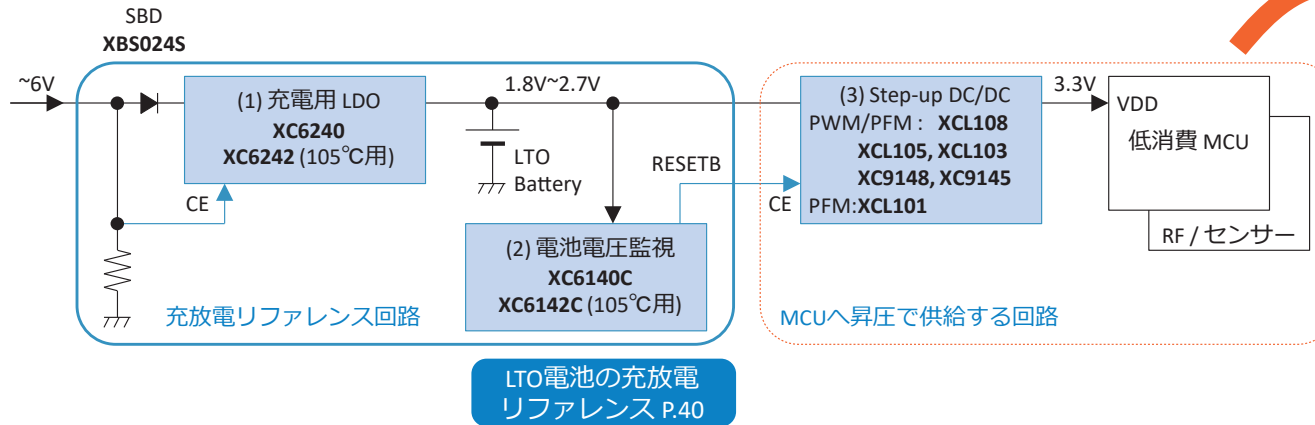 SBD
XBS024S
~6V
(1) 充電用 LDO
XC6240
XC6242 (105℃用)
CE
1.8V~2.7V
LTO
Battery
RESETB
(2) 電池電圧監視
XC6140C
XC6142C (105℃用)
充放電リファレンス回路
CE
(3) Step-up DC/DC
PWM/PFM : XCL108
XCL105, XCL103
XC9148, XC9145
PFM:XCL101
3.3V
VDD
低消費 MCU
RF / センサー
MCUへ昇圧で供給する回路
LTO電池の充放電
リファレンス P.40